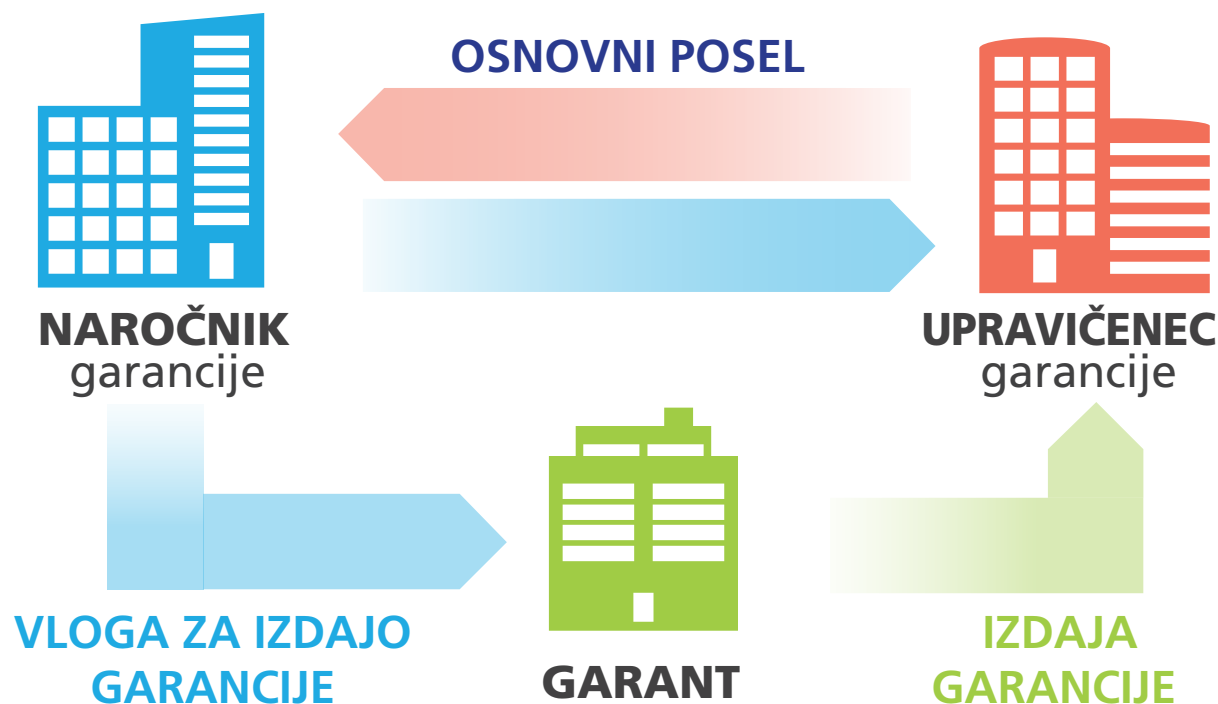 OSNOVNI POSEL
NAROČNIK
garancije
UPRAVIČENEC
garancije
VLOGA ZA IZDAJO
GARANCIJE
GARANT
IZDAJA
GARANCIJE